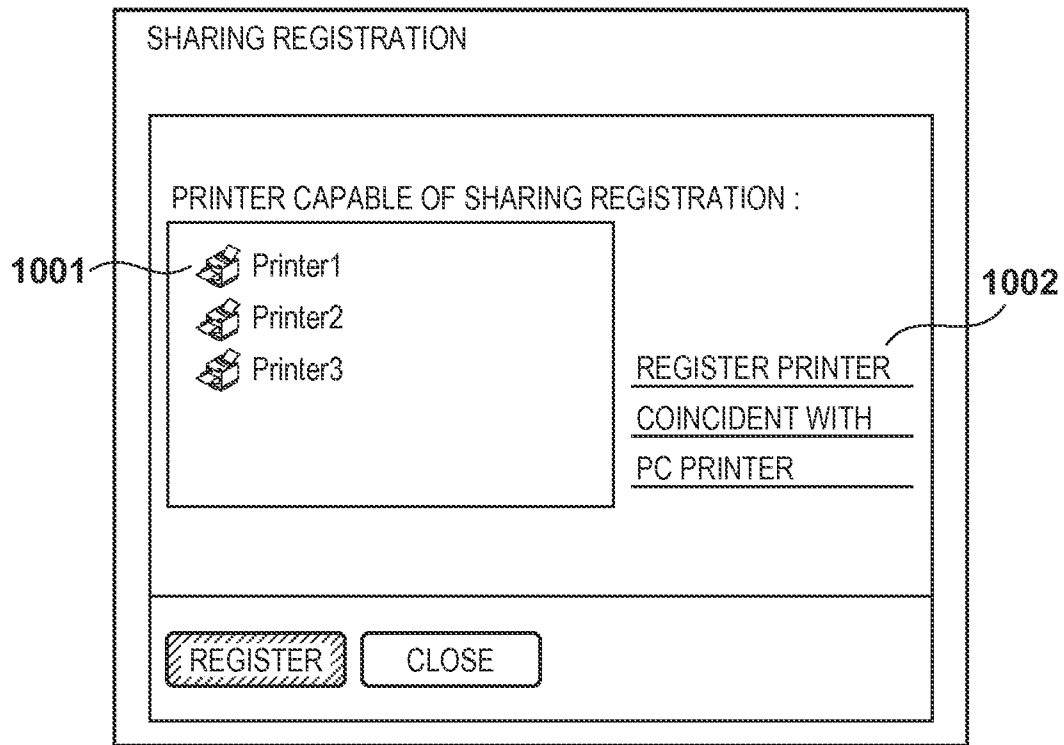 SHARING REGISTRATION
PRINTER CAPABLE OF SHARING REGISTRATION :
1001
Printer1
Printer2
Printer3
1002
REGISTER PRINTER
COINCIDENT WITH
PC PRINTER
REGISTER
CLOSE